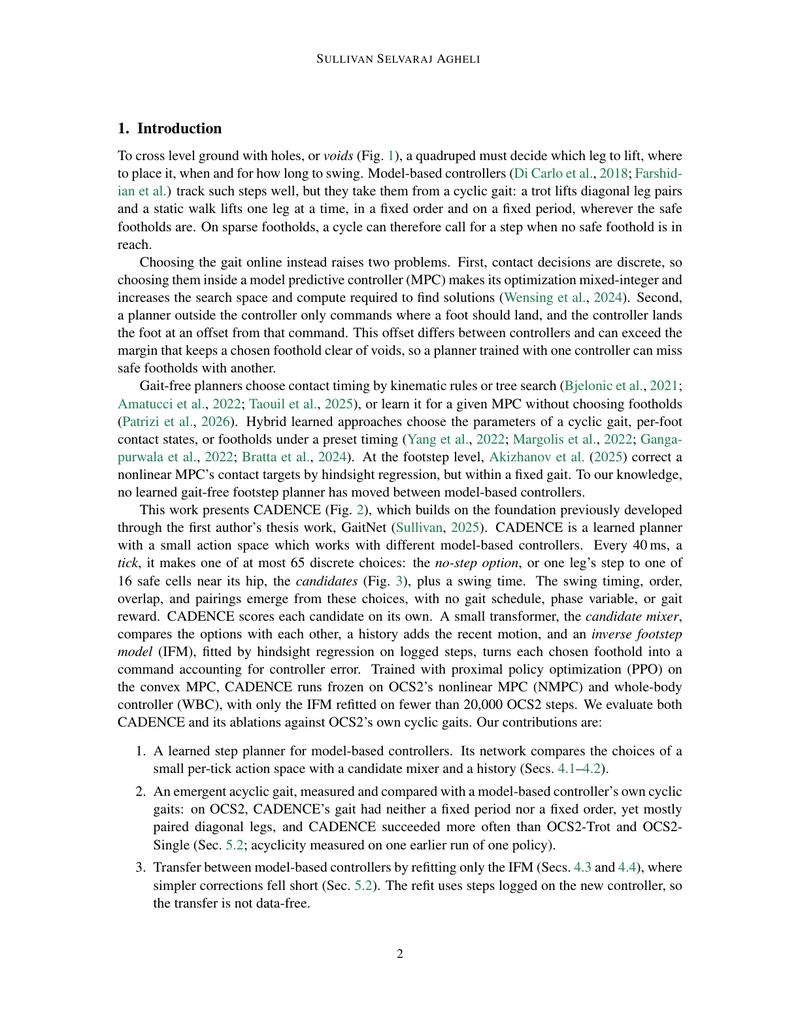 SULLIVAN SELVARAJ AGHELI
1. Introduction
To cross level ground with holes, or voids (Fig. 1), a quadruped must decide which leg to lift, where
to place it, when and for how long to swing. Model-based controllers (Di Carlo et al., 2018; Farshid-
ian et al.) track such steps well, but they take them from a cyclic gait: a trot lifts diagonal leg pairs
and a static walk lifts one leg at a time, in a fixed order and on a fixed period, wherever the safe
footholds are. On sparse footholds, a cycle can therefore call for a step when no safe foothold is in
reach.
Choosing the gait online instead raises two problems. First, contact decisions are discrete, so
choosing them inside a model predictive controller (MPC) makes its optimization mixed-integer and
increases the search space and compute required to find solutions (Wensing et al., 2024). Second,
a planner outside the controller only commands where a foot should land, and the controller lands
the foot at an offset from that command. This offset differs between controllers and can exceed the
margin that keeps a chosen foothold clear of voids, so a planner trained with one controller can miss
safe footholds with another.
Gait-free planners choose contact timing by kinematic rules or tree search (Bjelonic et al., 2021;
Amatucci et al., 2022; Taouil et al., 2025), or learn it for a given MPC without choosing footholds
(Patrizi et al., 2026). Hybrid learned approaches choose the parameters of a cyclic gait, per-foot
contact states, or footholds under a preset timing (Yang et al., 2022; Margolis et al., 2022; Ganga-
purwala et al., 2022; Bratta et al., 2024). At the footstep level, Akizhanov et al. (2025) correct a
nonlinear MPC's contact targets by hindsight regression, but within a fixed gait. To our knowledge,
no learned gait-free footstep planner has moved between model-based controllers.
This work presents CADENCE (Fig. 2), which builds on the foundation previously developed
through the first author's thesis work, GaitNet (Sullivan, 2025). CADENCE is a learned planner
with a small action space which works with different model-based controllers. Every 40 ms, a
tick, it makes one of at most 65 discrete choices: the no-step option, or one leg's step to one of
16 safe cells near its hip, the candidates (Fig. 3), plus a swing time. The swing timing, order,
overlap, and pairings emerge from these choices, with no gait schedule, phase variable, or gait
reward. CADENCE scores each candidate on its own. A small transformer, the candidate mixer,
compares the options with each other, a history adds the recent motion, and an inverse footstep
model (IFM), fitted by hindsight regression on logged steps, turns each chosen foothold into a
command accounting for controller error. Trained with proximal policy optimization (PPO) on
the convex MPC, CADENCE runs frozen on OCS2's nonlinear MPC (NMPC) and whole-body
controller (WBC), with only the IFM refitted on fewer than 20,000 OCS2 steps. We evaluate both
CADENCE and its ablations against OCS2's own cyclic gaits. Our contributions are:
1. A learned step planner for model-based controllers. Its network compares the choices of a
small per-tick action space with a candidate mixer and a history (Secs. 4.1–4.2).
2. An emergent acyclic gait, measured and compared with a model-based controller's own cyclic
gaits: on OCS2, CADENCE's gait had neither a fixed period nor a fixed order, yet mostly
paired diagonal legs, and CADENCE succeeded more often than OCS2-Trot and OCS2-
Single (Sec. 5.2; acyclicity measured on one earlier run of one policy).
3. Transfer between model-based controllers by refitting only the IFM (Secs. 4.3 and 4.4), where
simpler corrections fell short (Sec. 5.2). The refit uses steps logged on the new controller, so
the transfer is not data-free.
2